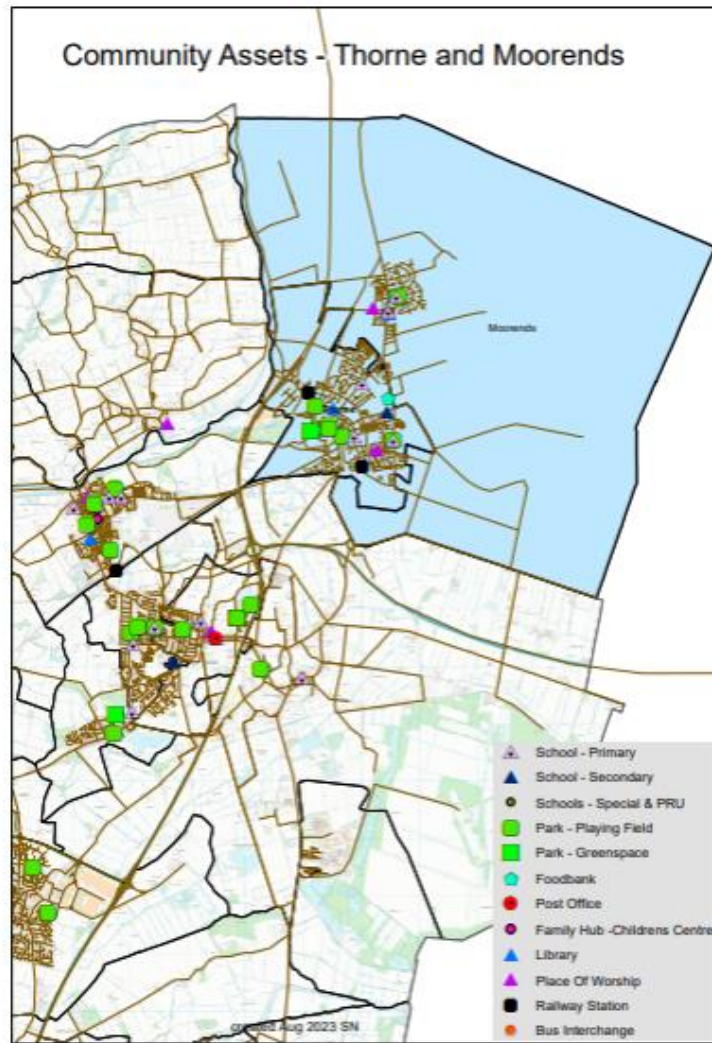 Community Assets - Thorne and Moorends
Moorends
School - Primary
School - Secondary
Schools - Special & PRU
Park - Playing Field
Park - Greenspace
Foodbank
Post Office
Family Hub -Childrens Centre
Library
Place Of Worship
Railway Station
Bus Interchange
created Aug 2023 SN